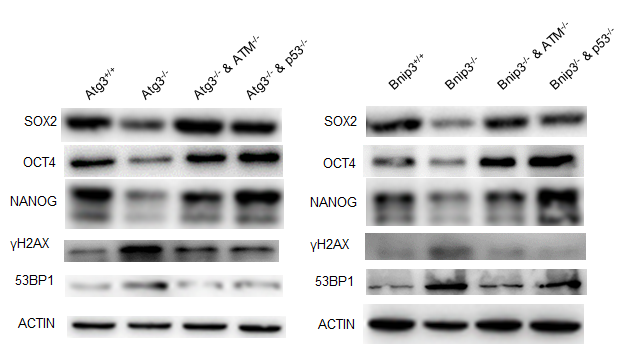 Atg3+/+
Atg3-/-
Atg3-/- & ATM-/-
Atg3-/- & p53-/-
SOX2
OCT4
NANOG
γH2AX
53BP1
ACTIN
Bnip3+/+
Bnip3-/-
Bnip3-/- & ATM-/-
Bnip3-/- & p53-/-
SOX2
OCT4
NANOG
γH2AX
53BP1
ACTIN